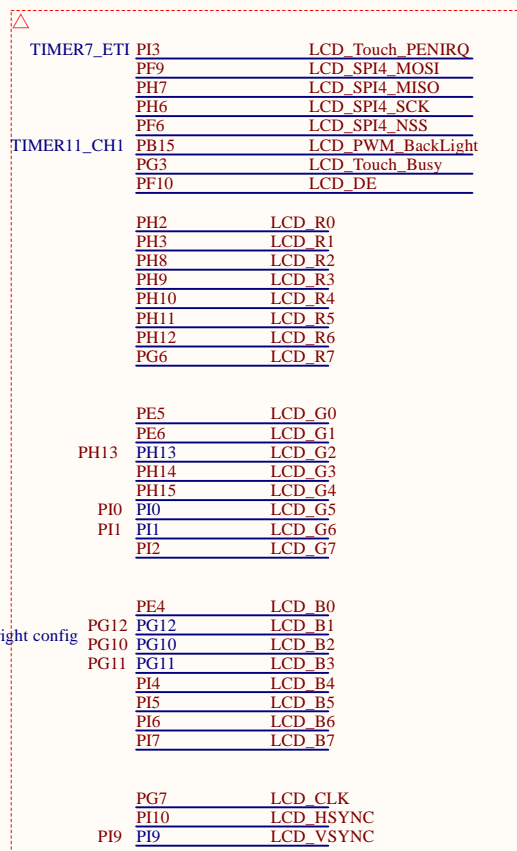 TIMER7_ETI PI3 LCD_Touch_PENIRQ
PF9 LCD_SPI4_MOSI
PH7 LCD_SPI4_MISO
PH6 LCD_SPI4_SCK
PF6 LCD_SPI4_NSS
TIMER11_CH1 PB15 LCD_PWM_BackLight
PG3 LCD_Touch_Busy
PF10 LCD_DE
PH2 LCD_R0
PH3 LCD_R1
PH8 LCD_R2
PH9 LCD_R3
PH10 LCD_R4
PH11 LCD_R5
PH12 LCD_R6
PG6 LCD_R7
PE5 LCD_G0
PE6 LCD_G1
PH13 PH13 LCD_G2
PH14 LCD_G3
PH15 LCD_G4
PI0 PI0 LCD_G5
PI1 PI1 LCD_G6
PI2 LCD_G7
PE4 LCD_B0
PG12 PG12 LCD_B1
right config PG10 PG10 LCD_B2
PG11 PG11 LCD_B3
PI4 LCD_B4
PI5 LCD_B5
PI6 LCD_B6
PI7 LCD_B7
PG7 LCD_CLK
PI10 LCD_HSYNC
PI9 PI9 LCD_VSYNC